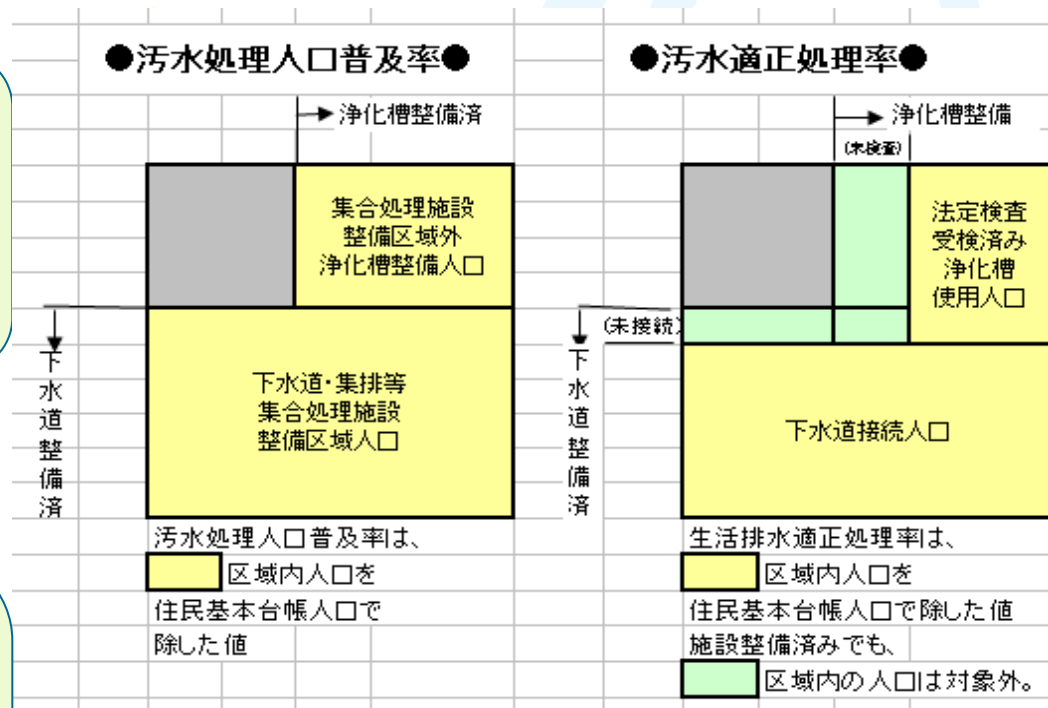 ●汚水処理人口普及率●
浄化槽整備済
集合処理施設
整備区域外
浄化槽整備人口
下水道整備済
下水道・集排等
集合処理施設
整備区域人口
汚水処理人口普及率は、
区域内人口を
住民基本台帳人口で
除した値
●汚水適正処理率●
浄化槽整備
(未検査)
法定検査
受検済み
浄化槽
使用人口
(未接続)
下水道整備済
下水道接続人口
生活排水適正処理率は、
区域内人口を
住民基本台帳人口で除した値
施設整備済みでも、
区域内の人口は対象外。